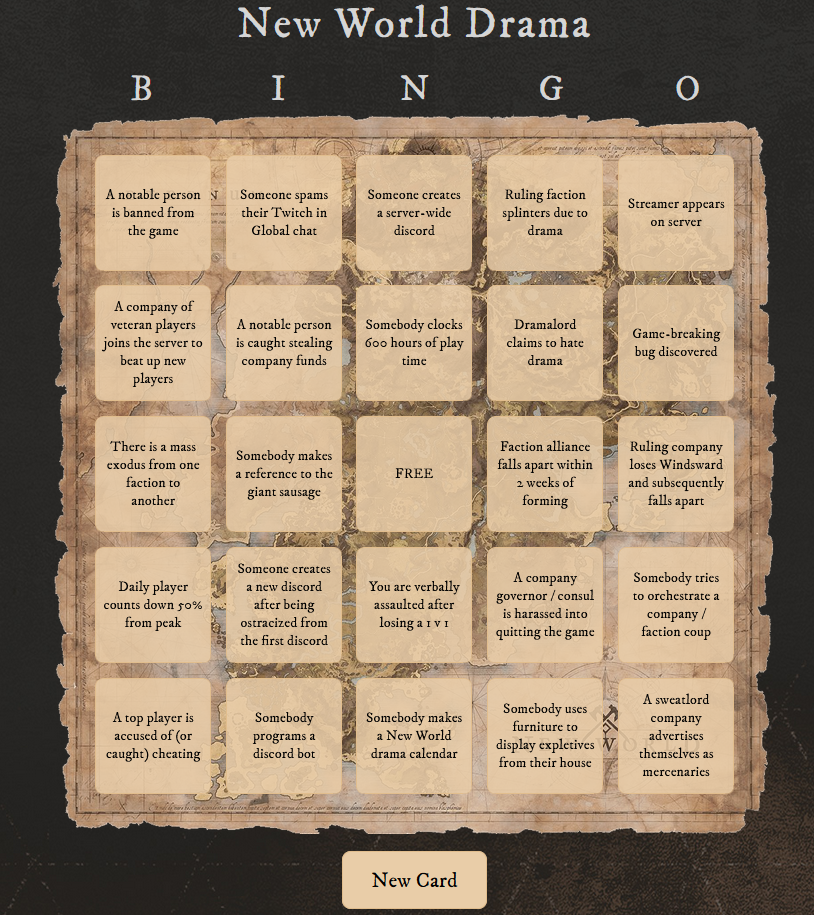 New World Drama
B I N G O
A notable person
is banned from
the game
Someone spams
their Twitch in
Global chat
Someone creates
a server-wide
discord
Ruling faction
splinters due to
drama
Streamer appears
on server
A company of
veteran players
joins the server to
beat up new
players
A notable person
is caught stealing
company funds
Somebody clocks
600 hours of play
time
Dramalord
claims to hate
drama
Game-breaking
bug discovered
There is a mass
exodus from one
faction to
another
Somebody makes
a reference to the
giant sausage
FREE
Faction alliance
falls apart within
2 weeks of
forming
Ruling company
loses Windsward
and subsequently
falls apart
Daily player
counts down 50%
from peak
Someone creates
a new discord
after being
ostracized from
the first discord
You are verbally
assaulted after
losing a 1 v 1
A company
governor / consul
is harassed into
quitting the game
Somebody tries
to orchestrate a
company /
faction coup
A top player is
accused of (or
caught) cheating
Somebody
programs a
discord bot
Somebody makes
a New World
drama calendar
Somebody uses
furniture to
display expletives
from their house
A sweatlord
company
advertises
themselves as
mercenaries
New Card